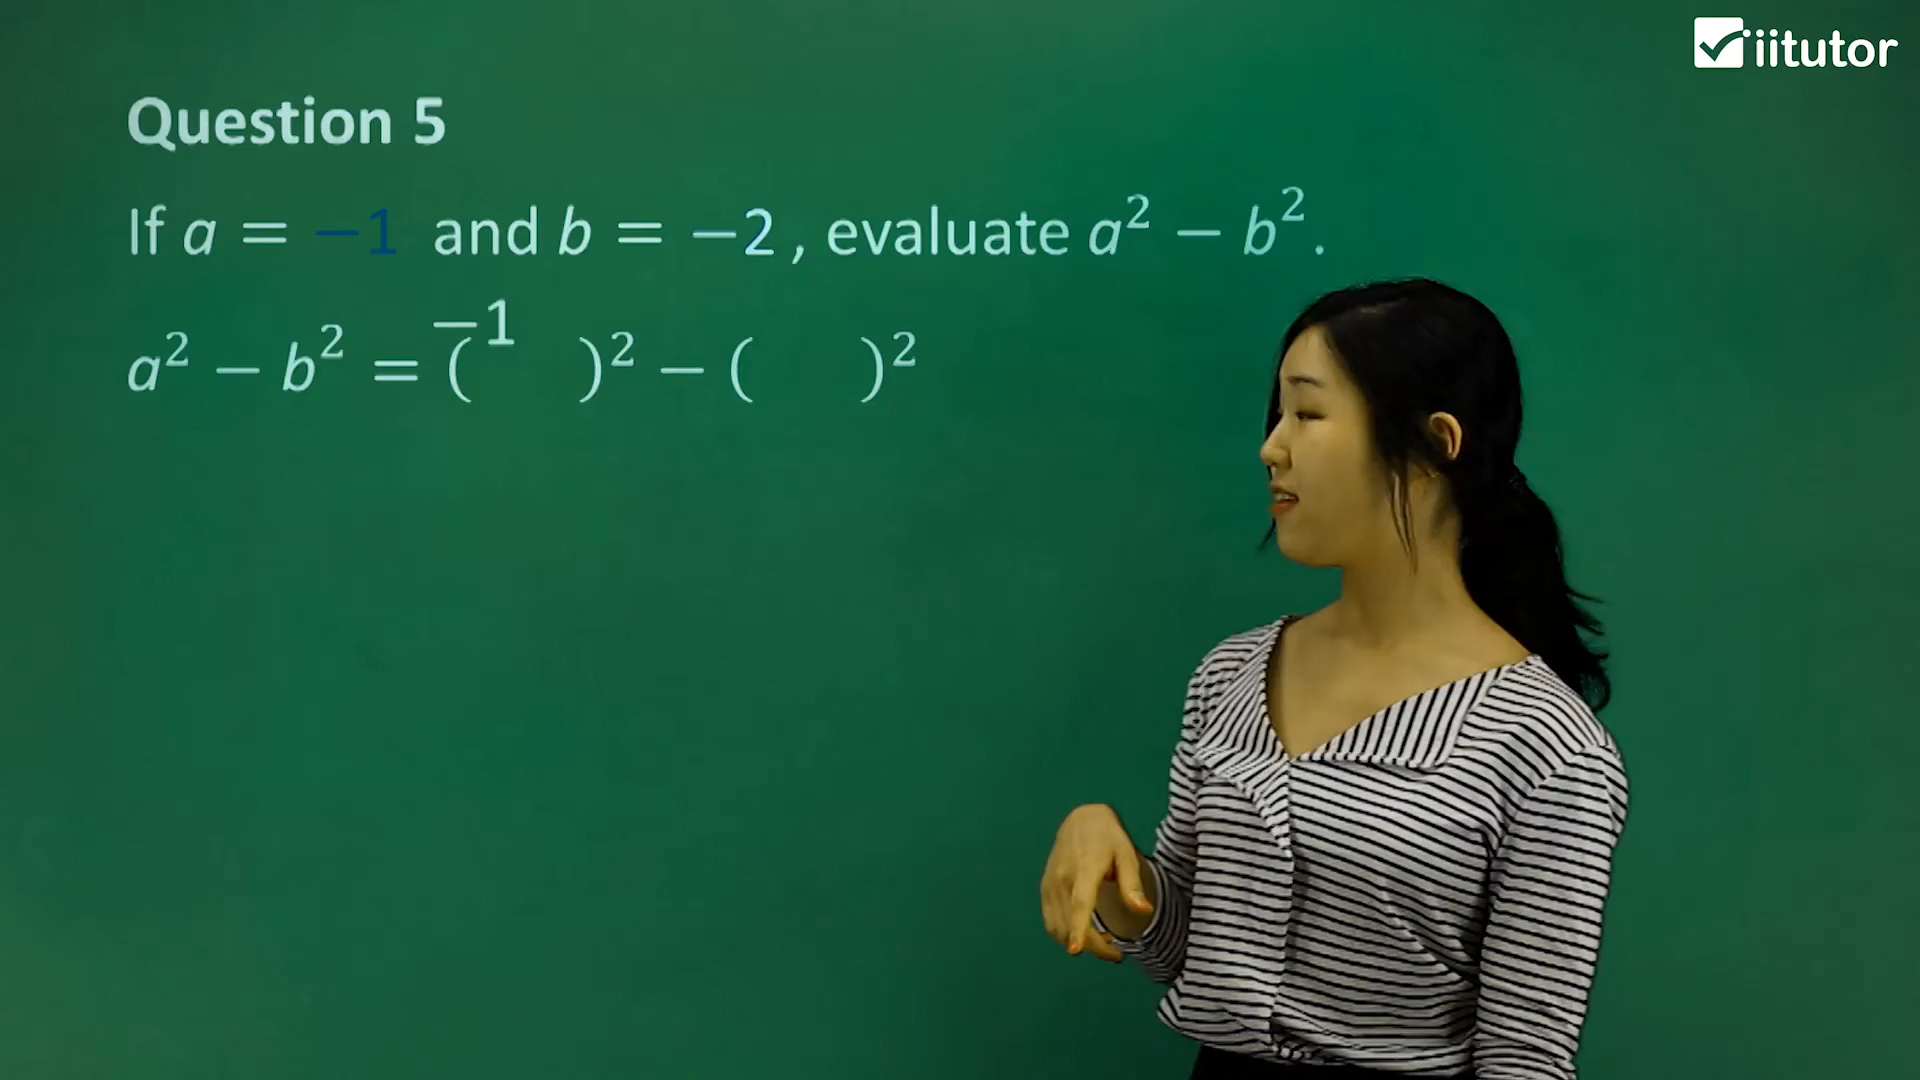 iitutor
Question 5
If a = −1 and b = −2 , evaluate a² − b².
a² − b² = (−1 )² − ( )²